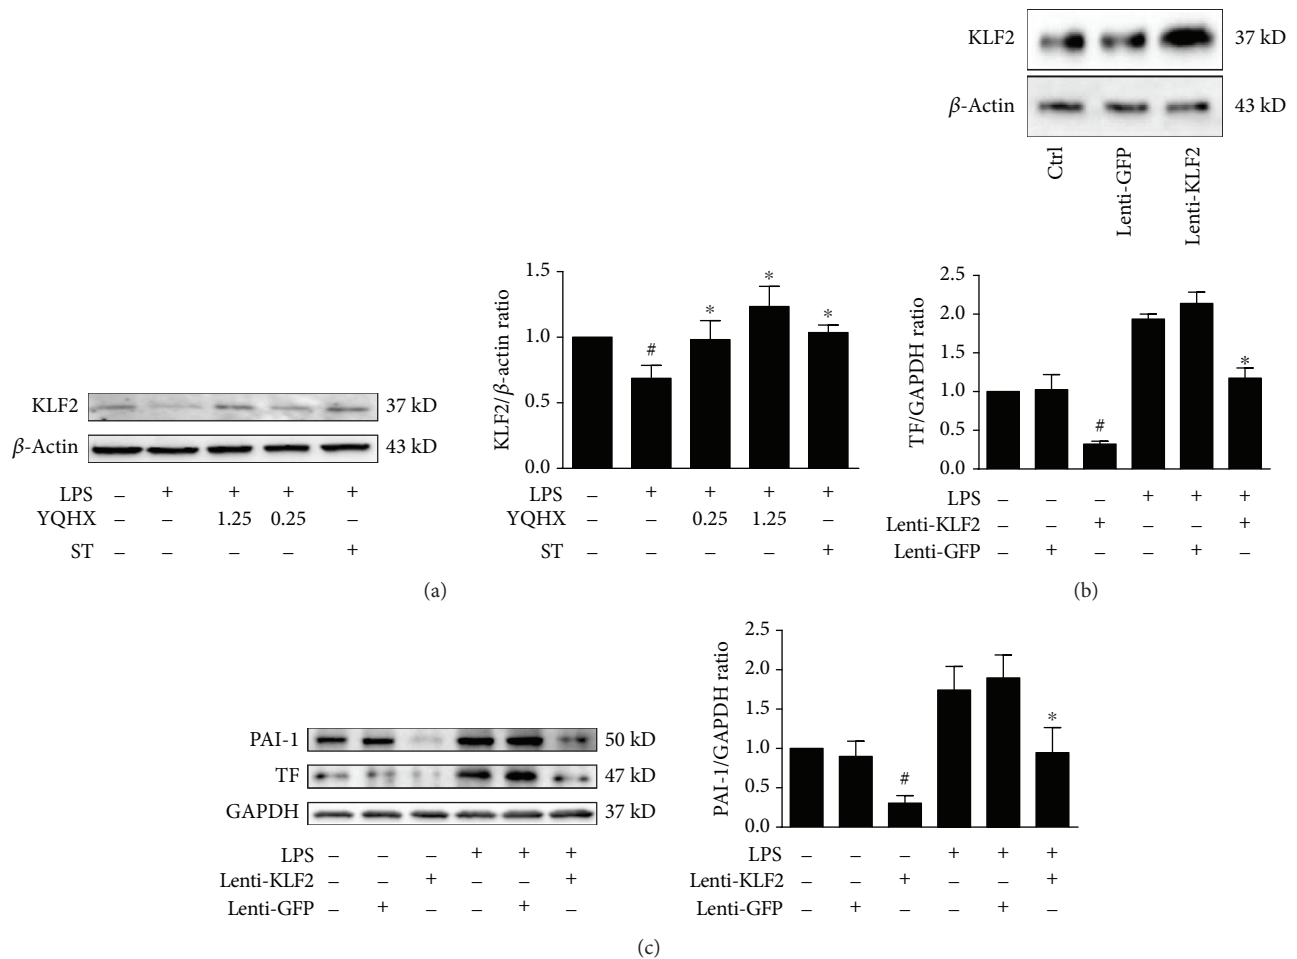 KLF2 37 kD
β-Actin 43 kD
Ctrl
Lenti-GFP
Lenti-KLF2
KLF2 37 kD
β-Actin 43 kD
LPS – + + + +
YQHX – – 1.25 0.25 –
ST – – – – +
KLF2/β-actin ratio
1.5
1.0
0.5
0.0
# * * *
LPS – + + + +
YQHX – – 0.25 1.25 –
ST – – – – +
(a)
TF/GAPDH ratio
2.5
2.0
1.5
1.0
0.5
0.0
# *
LPS – – – + + +
Lenti-KLF2 – – + – – +
Lenti-GFP – + – – + –
(b)
PAI-1 50 kD
TF 47 kD
GAPDH 37 kD
LPS – – – + + +
Lenti-KLF2 – – + – – +
Lenti-GFP – + – – + –
PAI-1/GAPDH ratio
2.5
2.0
1.5
1.0
0.5
0.0
# *
LPS – – – + + +
Lenti-KLF2 – – + – – +
Lenti-GFP – + – – + –
(c)